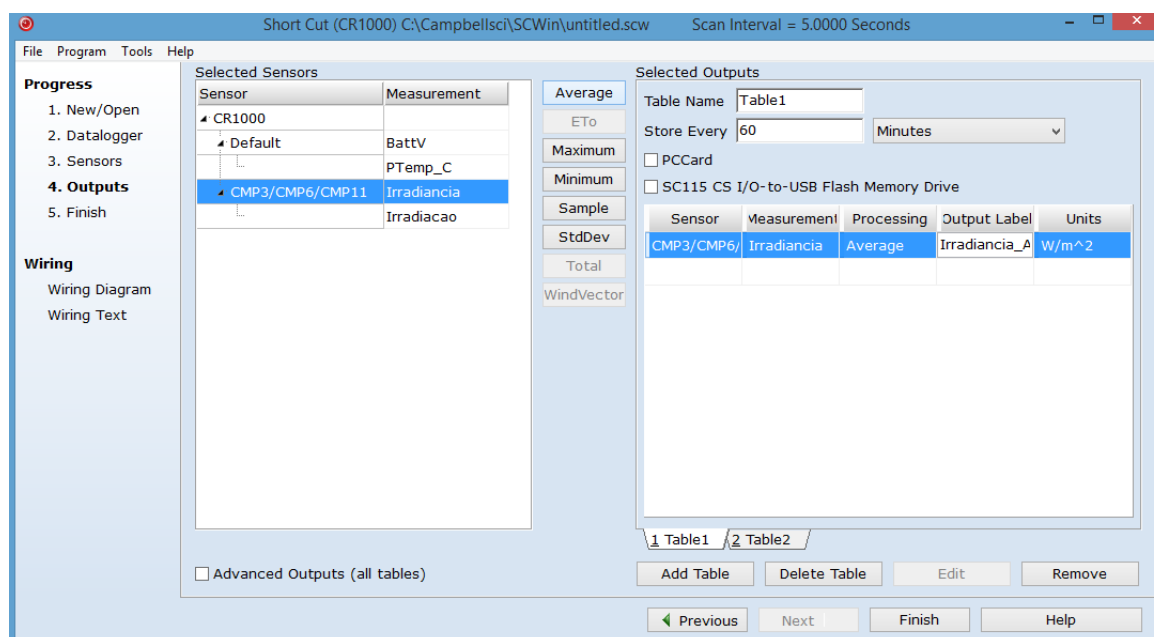 Short Cut (CR1000) C:\Campbellsci\SCWin\untitled.scw Scan Interval = 5.0000 Seconds
File Program Tools Help
Progress
1. New/Open
2. Datalogger
3. Sensors
4. Outputs
5. Finish
Wiring
Wiring Diagram
Wiring Text
Selected Sensors
Sensor Measurement
CR1000
Default BattV
PTemp_C
CMP3/CMP6/CMP11 Irradiancia
Irradiacao
Advanced Outputs (all tables)
Average
ETo
Maximum
Minimum
Sample
StdDev
Total
WindVector
Selected Outputs
Table Name Table1
Store Every 60 Minutes
PCCard
SC115 CS I/O-to-USB Flash Memory Drive
Sensor Measurement Processing Output Label Units
CMP3/CMP6/ Irradiancia Average Irradiancia_A W/m^2
1 Table1 2 Table2
Add Table Delete Table Edit Remove
Previous Next Finish Help